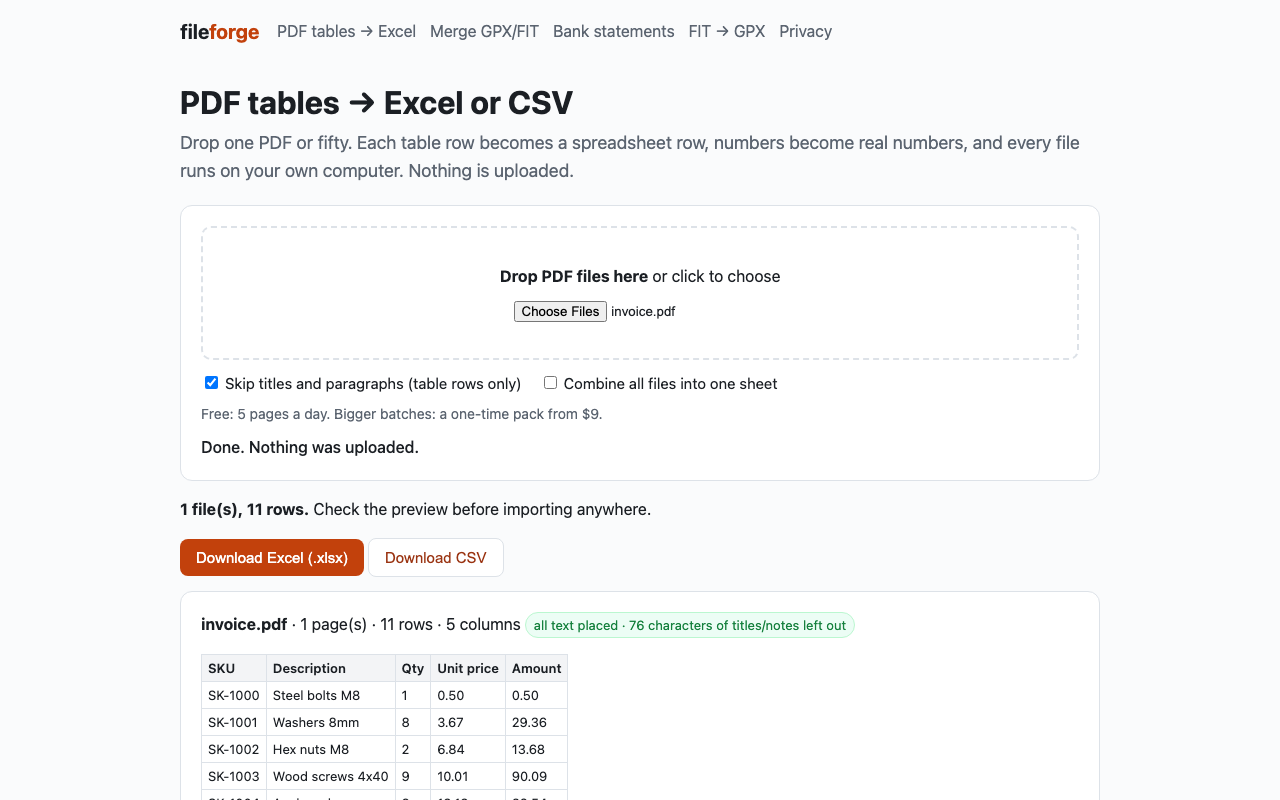 fileforge PDF tables → Excel Merge GPX/FIT Bank statements FIT → GPX Privacy
PDF tables → Excel or CSV
Drop one PDF or fifty. Each table row becomes a spreadsheet row, numbers become real numbers, and every file
runs on your own computer. Nothing is uploaded.
Drop PDF files here or click to choose
Choose Files invoice.pdf
Skip titles and paragraphs (table rows only) Combine all files into one sheet
Free: 5 pages a day. Bigger batches: a one-time pack from $9.
Done. Nothing was uploaded.
1 file(s), 11 rows. Check the preview before importing anywhere.
Download Excel (.xlsx) Download CSV
invoice.pdf · 1 page(s) · 11 rows · 5 columns all text placed · 76 characters of titles/notes left out
SKU Description Qty Unit price Amount
SK-1000 Steel bolts M8 1 0.50 0.50
SK-1001 Washers 8mm 8 3.67 29.36
SK-1002 Hex nuts M8 2 6.84 13.68
SK-1003 Wood screws 4x40 9 10.01 90.09